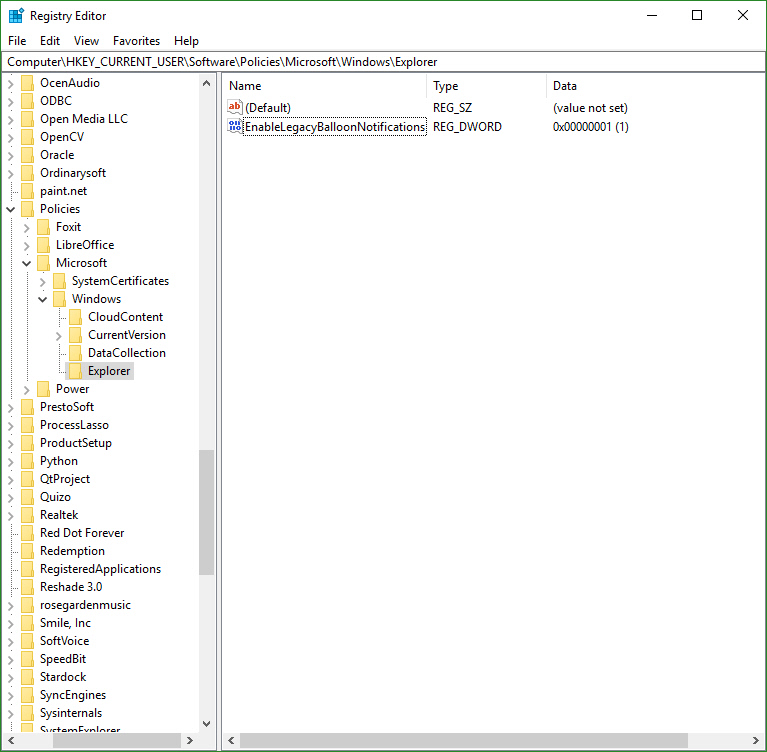 Registry Editor
File Edit View Favorites Help
Computer\HKEY_CURRENT_USER\Software\Policies\Microsoft\Windows\Explorer
OcenAudio
ODBC
Open Media LLC
OpenCV
Oracle
Ordinarysoft
paint.net
Policies
Foxit
LibreOffice
Microsoft
SystemCertificates
Windows
CloudContent
CurrentVersion
DataCollection
Explorer
Power
PrestoSoft
ProcessLasso
ProductSetup
Python
QtProject
Quizo
Realtek
Red Dot Forever
Redemption
RegisteredApplications
Reshade 3.0
rosegardenmusic
Smile, Inc
SoftVoice
SpeedBit
Stardock
SyncEngines
Sysinternals
SystemExplorer
Name Type Data
(Default) REG_SZ (value not set)
EnableLegacyBalloonNotifications REG_DWORD 0x00000001 (1)